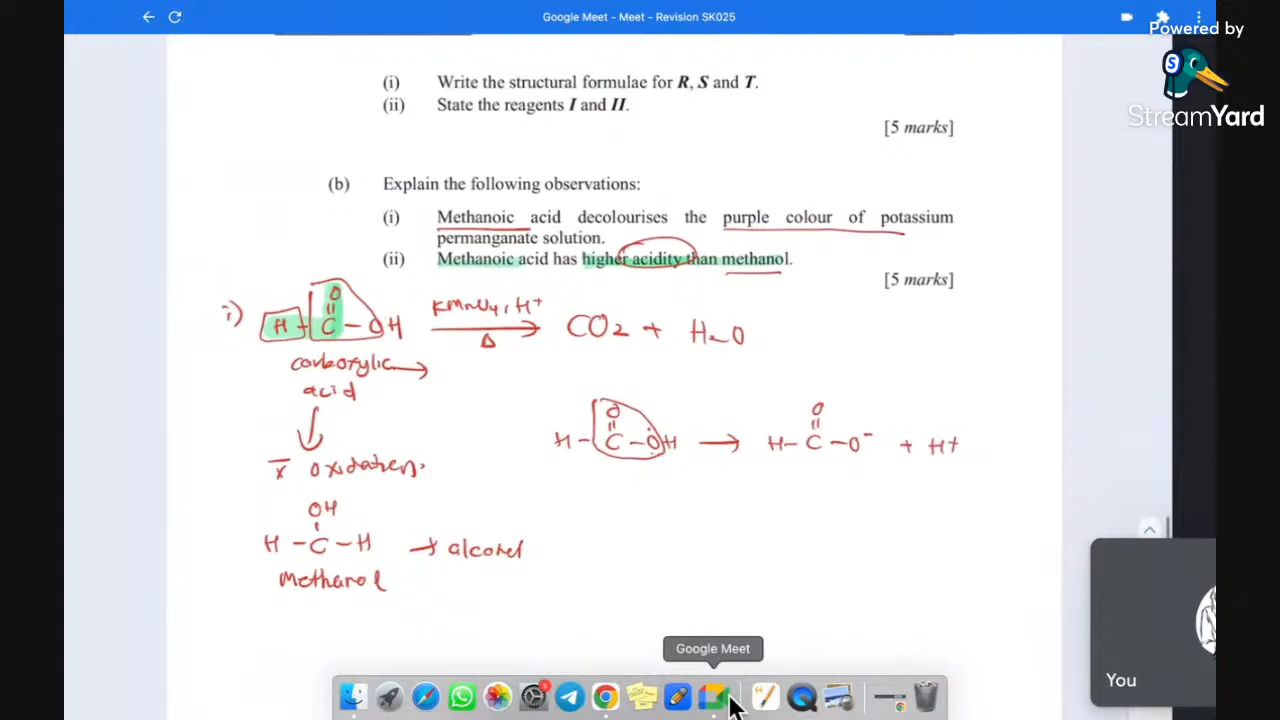 Google Meet - Meet - Revision SK025
Powered by
StreamYard
(i) Write the structural formulae for R, S and T.
(ii) State the reagents I and II.
[5 marks]
(b) Explain the following observations:
(i) Methanoic acid decolourises the purple colour of potassium
permanganate solution.
(ii) Methanoic acid has higher acidity than methanol.
[5 marks]
i) H - C - OH KMnO4, H+ CO2 + H2O
O
Δ
carboxylic
acid
x oxidation
O
H - C - OH → H - C - O- + H+
O
OH
H - C - H → alcohol
Methanol
Google Meet
You